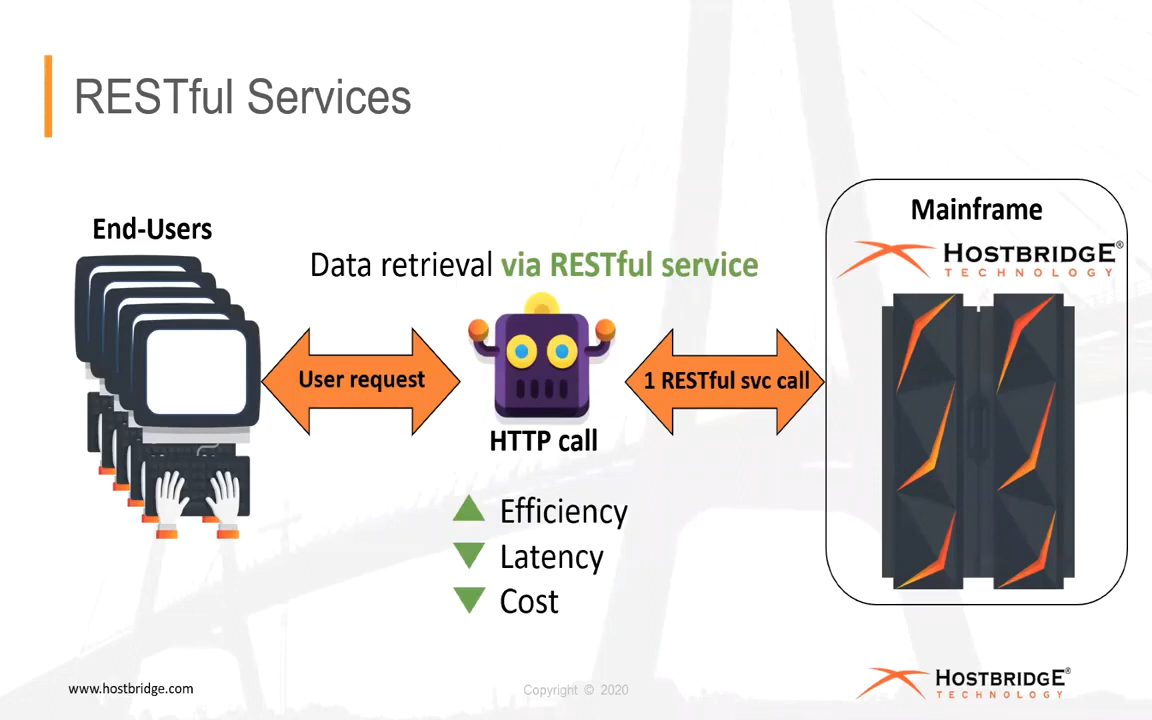 RESTful Services
End-Users
Data retrieval via RESTful service
User request
HTTP call
1 RESTful svc call
Mainframe
HOSTBRIDGE®
TECHNOLOGY
Efficiency
Latency
Cost
www.hostbridge.com
Copyright © 2020
HOSTBRIDGE®
TECHNOLOGY